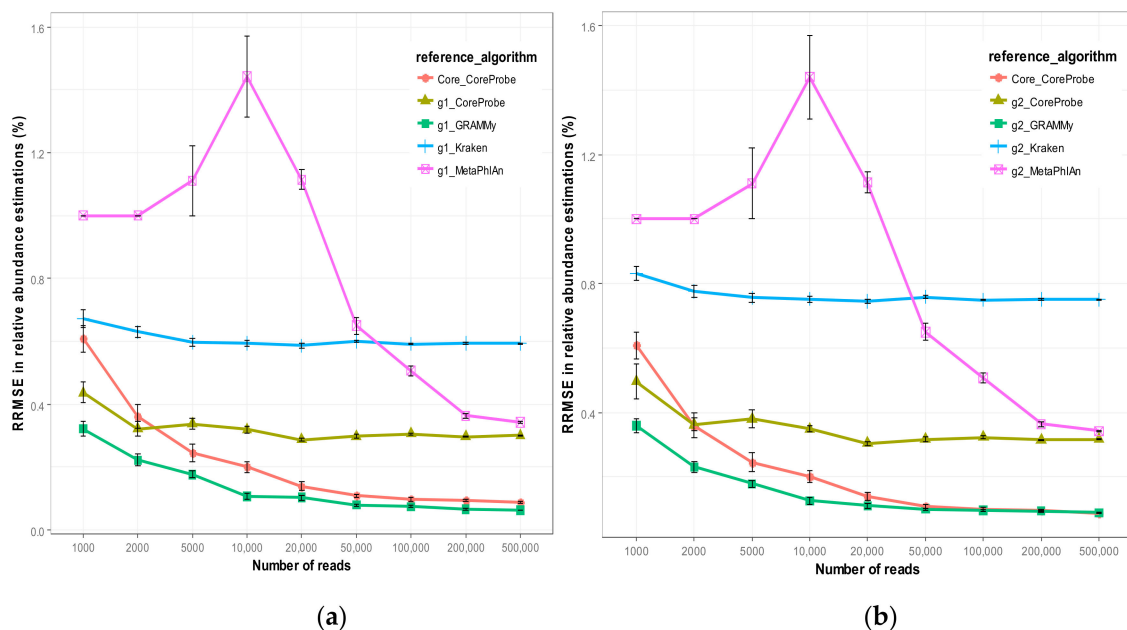 1.6
1.2
0.8
0.4
0.0
RRMSE in relative abundance estimations (%)
reference_algorithm
Core_CoreProbe
g1_CoreProbe
g1_GRAMMy
g1_Kraken
g1_MetaPhlAn
1000 2000 5000 10,000 20,000 50,000 100,000 200,000 500,000
Number of reads
(a)
1.6
1.2
0.8
0.4
RRMSE in relative abundance estimations (%)
reference_algorithm
Core_CoreProbe
g2_CoreProbe
g2_GRAMMy
g2_Kraken
g2_MetaPhlAn
1000 2000 5000 10,000 20,000 50,000 100,000 200,000 500,000
Number of reads
(b)